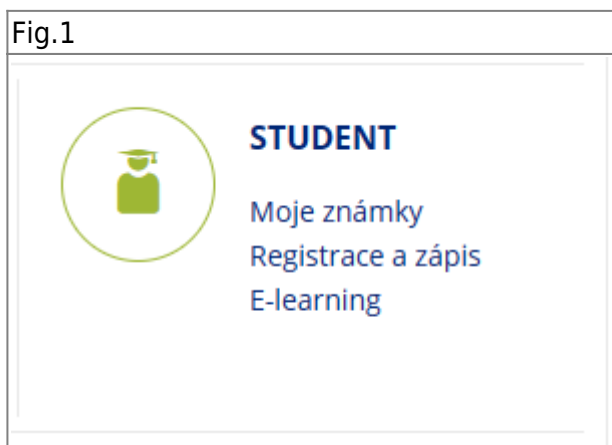 Fig.1
STUDENT
Moje známky
Registrace a zápis
E-learning